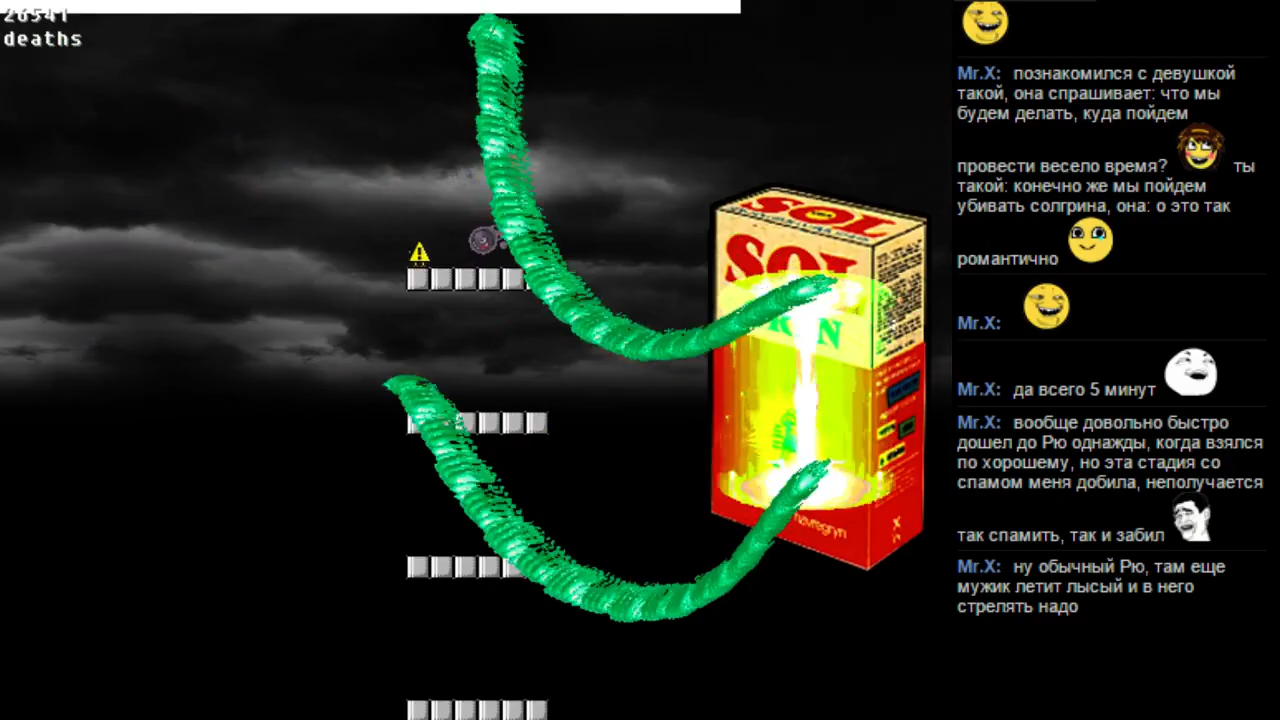 26541
deaths
SOL
SOL
havregryn
Mr.X: познакомился с девушкой
такой, она спрашивает: что мы
будем делать, куда пойдем
провести весело время? ты
такой: конечно же мы пойдем
убивать солгрина, она: о это так
романтично
Mr.X:
Mr.X: да всего 5 минут
Mr.X: вообще довольно быстро
дошел до Рю однажды, когда взялся
по хорошему, но эта стадия со
спамом меня добила, неполучается
так спамить, так и забил
Mr.X: ну обычный Рю, там еще
мужик летит лысый и в него
стрелять надо